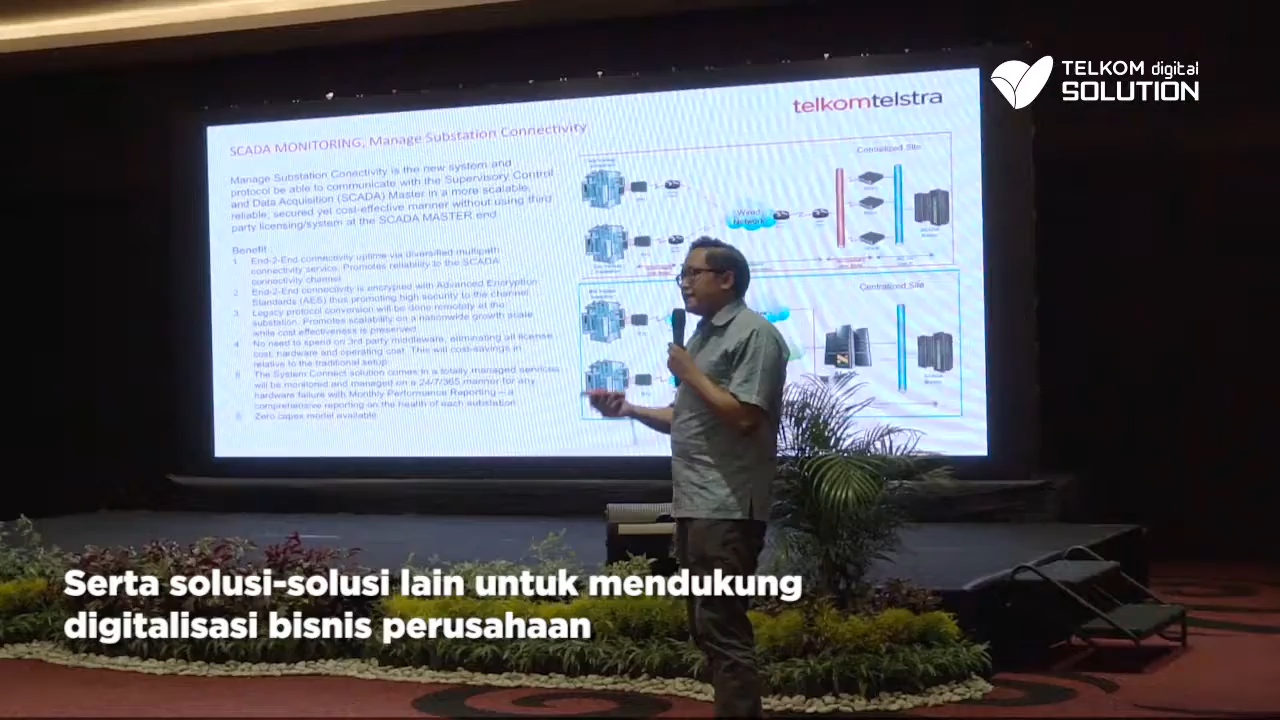 TELKOM digital
SOLUTION
telkomtelstra
SCADA MONITORING, Manage Substation Connectivity
Manage Substation Conectivity is the new system and
protocol be able to communicate with the Supervisory Control
and Data Acquisition (SCADA) Master in a more scalable,
reliable, secured yet cost-effective manner without using third
party licensing/system at the SCADA MASTER end.
Benefit :
1. End-2-End connectivity uptime via diversified multipath
connectivity service. Promotes reliability to the SCADA
connectivity channel.
2. End-2-End connectivity is encrypted with Advanced Encryption
Standards (AES) thus promoting high security to the channel.
3. Legacy protocol conversion will be done remotely at the
substation. Promotes scalability on a nationwide growth scale
while cost effectiveness is preserved.
4. No need to spend on 3rd party middleware, eliminating all license
cost, hardware and operating cost. This will cost-savings in
relative to the traditional setup.
The System Connect solution comes in a totally managed services
will be monitored and managed on a 24/7/365 manner for any
hardware failure with Monthly Performance Reporting – a
comprehensive reporting on the health of each substation.
Zero capex model available.
Centralized Site
Wired
Network
Centralized Site
Serta solusi-solusi lain untuk mendukung
digitalisasi bisnis perusahaan